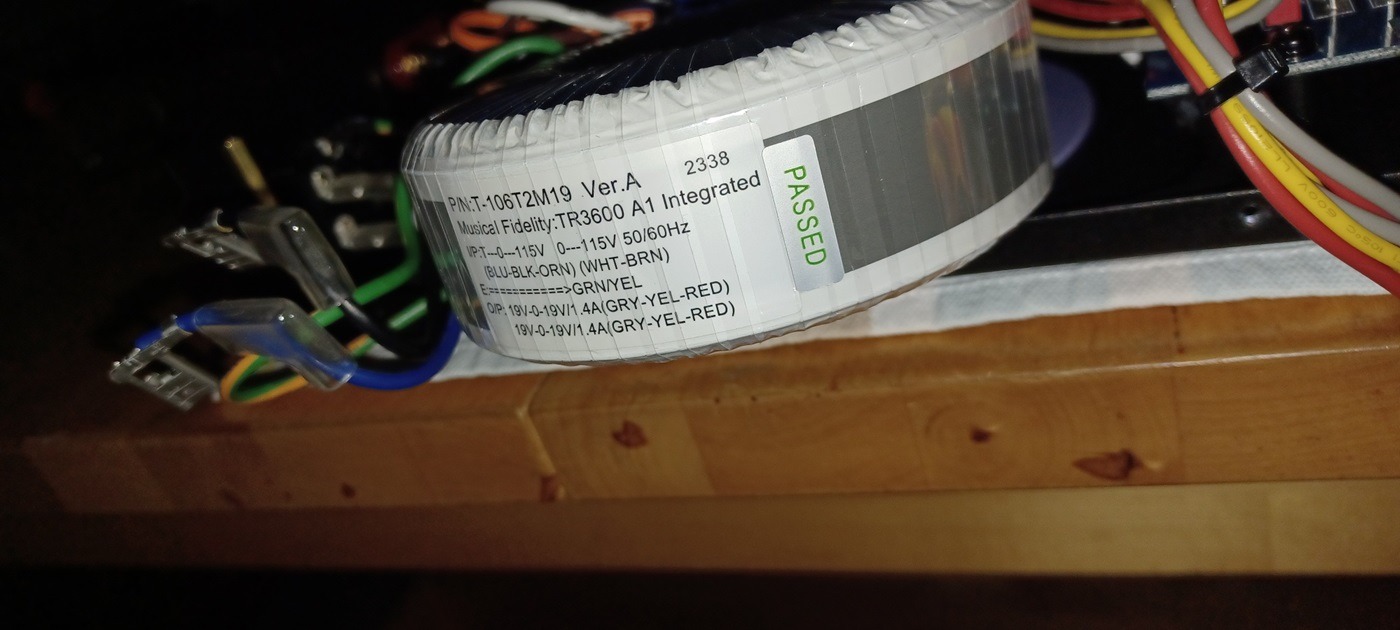 P/N:T-106T2M19 Ver.A 2338
Musical Fidelity:TR3600 A1 Integrated
I/P:T---0---115V 0---115V 50/60Hz
(BLU-BLK-ORN) (WHT-BRN)
E:===========>GRN/YEL
O/P: 19V-0-19V/1.4A(GRY-YEL-RED)
19V-0-19V/1.4A(GRY-YEL-RED)
PASSED
600V
105°C